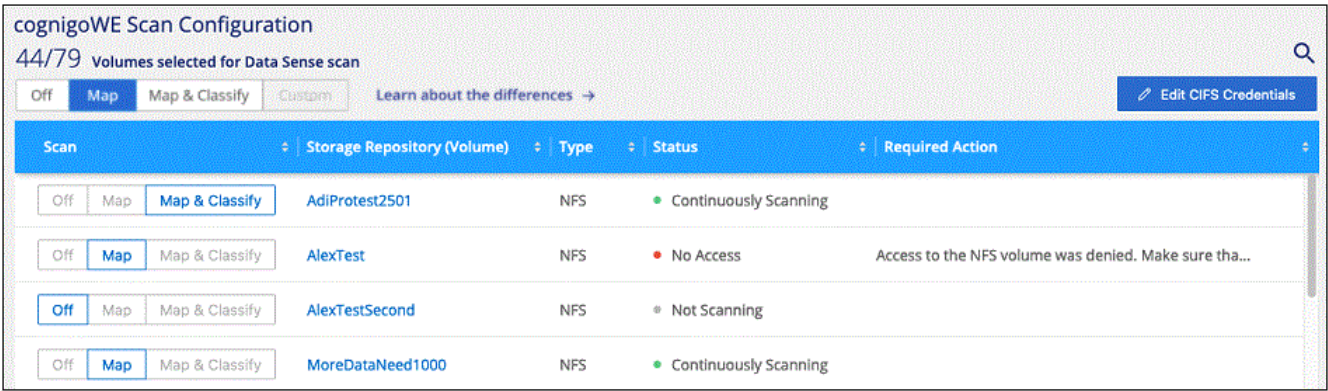 cognigoWE Scan Configuration
44/79 Volumes selected for Data Sense scan
Off Map Map & Classify Custom Learn about the differences → Edit CIFS Credentials
Scan Storage Repository (Volume) Type Status Required Action
Off Map Map & Classify AdiProtest2501 NFS Continuously Scanning
Off Map Map & Classify AlexTest NFS No Access Access to the NFS volume was denied. Make sure tha...
Off Map Map & Classify AlexTestSecond NFS Not Scanning
Off Map Map & Classify MoreDataNeed1000 NFS Continuously Scanning